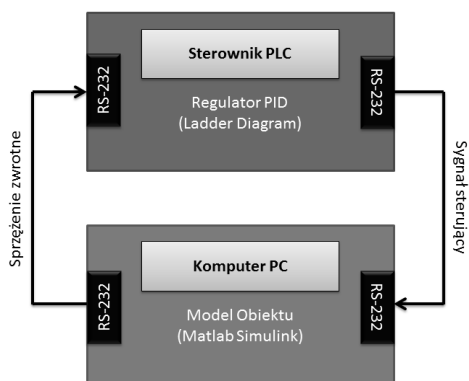 Sterownik PLC
RS-232
RS-232
Regulator PID
(Ladder Diagram)
Sprzężenie zwrotne
Sygnał sterujący
Komputer PC
RS-232
RS-232
Model Obiektu
(Matlab Simulink)